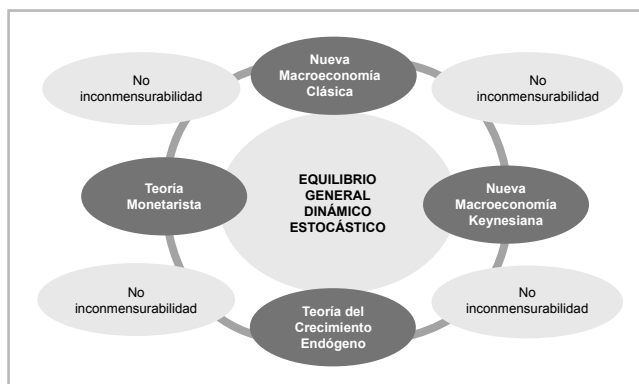 Nueva
Macroeconomía
Clásica
No
inconmensurabilidad
No
inconmensurabilidad
Teoría
Monetarista
EQUILIBRIO
GENERAL
DINÁMICO
ESTOCÁSTICO
Nueva
Macroeconomía
Keynesiana
No
inconmensurabilidad
Teoría del
Crecimiento
Endógeno
No
inconmensurabilidad